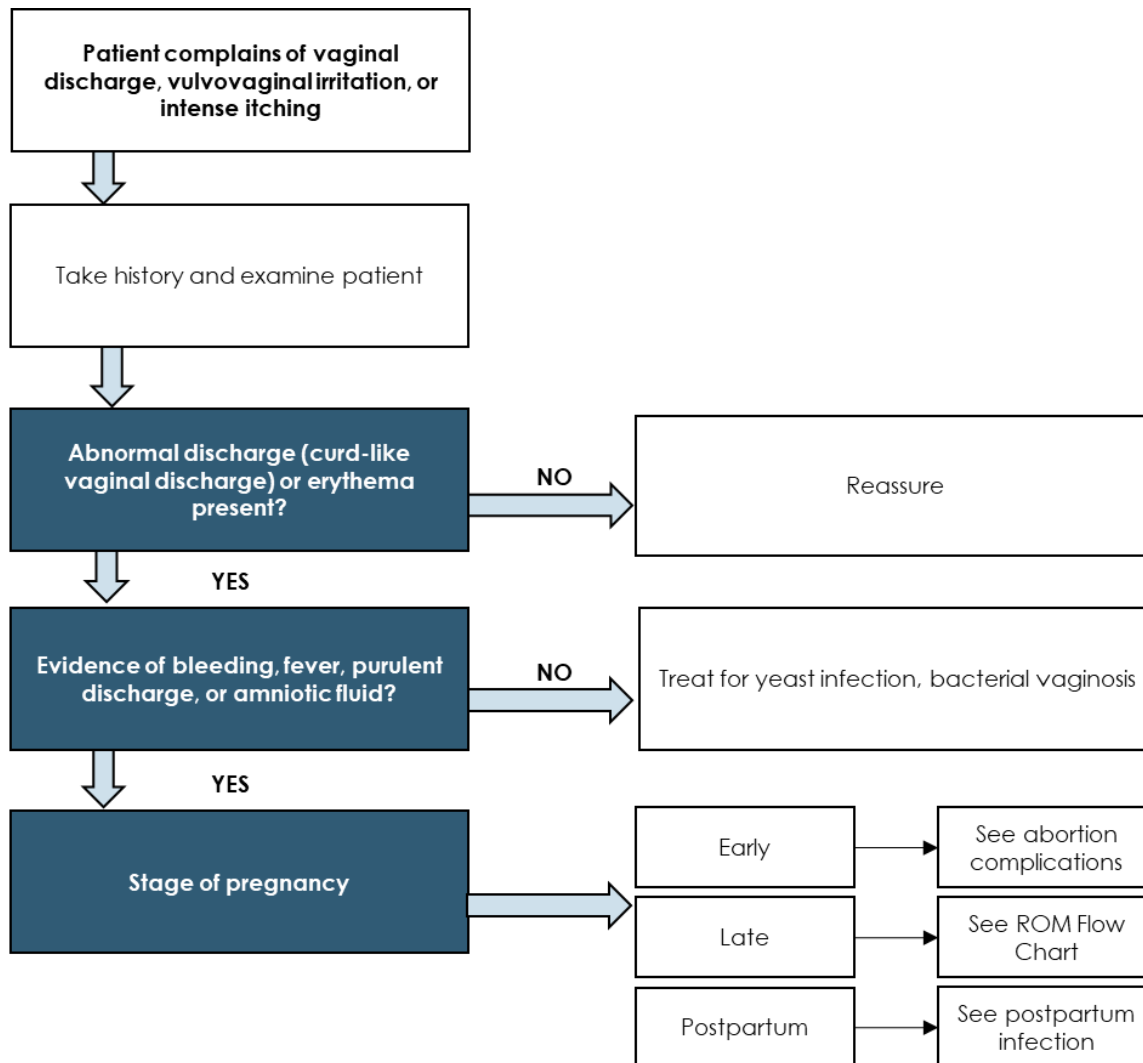 Patient complains of vaginal
discharge, vulvovaginal irritation, or
intense itching
Take history and examine patient
Abnormal discharge (curd-like
vaginal discharge) or erythema
present?
NO
Reassure
YES
Evidence of bleeding, fever, purulent
discharge, or amniotic fluid?
NO
Treat for yeast infection, bacterial vaginosis
YES
Stage of pregnancy
Early
See abortion
complications
Late
See ROM Flow
Chart
Postpartum
See postpartum
infection